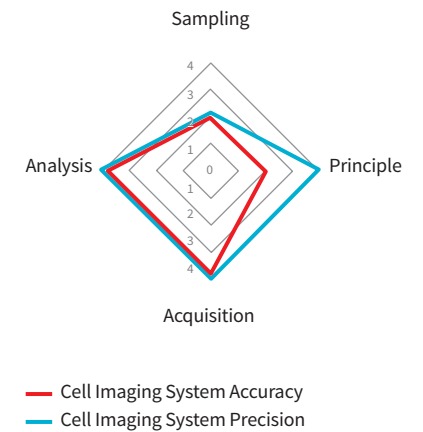 Sampling
4
3
2
1
Analysis
0
Principle
1
2
3
4
Acquisition
Cell Imaging System Accuracy
Cell Imaging System Precision